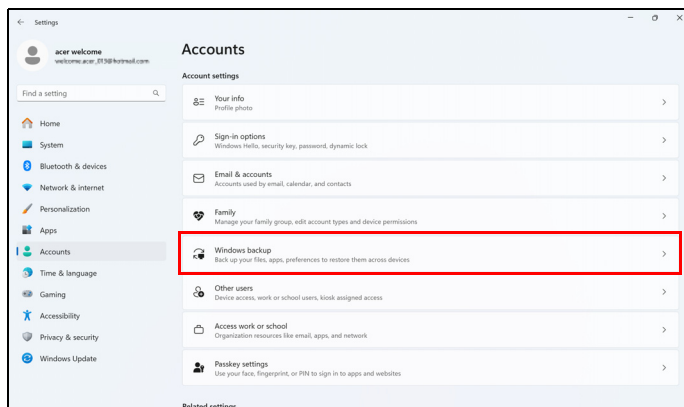 Settings
acer welcome
welcome.acer_013@hotmail.com
Find a setting
Home
System
Bluetooth & devices
Network & internet
Personalization
Apps
Accounts
Time & language
Gaming
Accessibility
Privacy & security
Windows Update
Accounts
Account settings
Your info
Profile photo
Sign-in options
Windows Hello, security key, password, dynamic lock
Email & accounts
Accounts used by email, calendar, and contacts
Family
Manage your family group, edit account types and device permissions
Windows backup
Back up your files, apps, preferences to restore them across devices
Other users
Device access, work or school users, kiosk assigned access
Access work or school
Organization resources like email, apps, and network
Passkey settings
Use your face, fingerprint, or PIN to sign in to apps and websites
Related settings